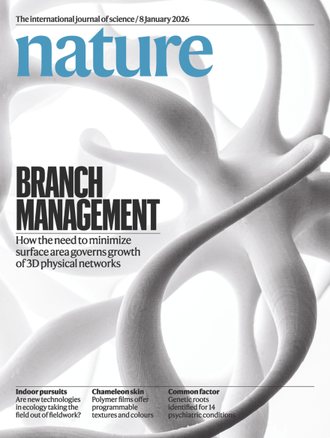 The international journal of science / 8 January 2026
nature
BRANCH
MANAGEMENT
How the need to minimize
surface area governs growth
of 3D physical networks
Indoor pursuits
Are new technologies
in ecology taking the
field out of fieldwork?
Chameleon skin
Polymer films offer
programmable
textures and colours
Common factor
Genetic roots
identified for 14
psychiatric conditions